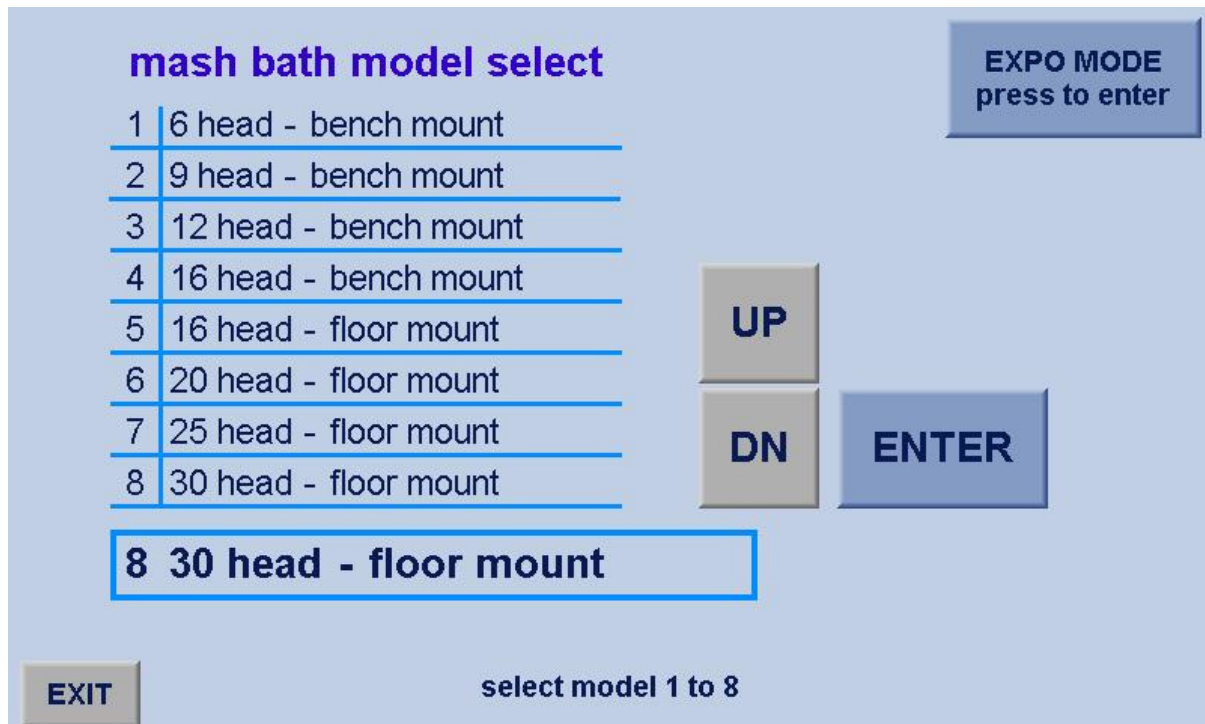 mash bath model select
EXPO MODE
press to enter
1 6 head - bench mount
2 9 head - bench mount
3 12 head - bench mount
4 16 head - bench mount
5 16 head - floor mount
6 20 head - floor mount
7 25 head - floor mount
8 30 head - floor mount
UP
DN
ENTER
8 30 head - floor mount
EXIT
select model 1 to 8